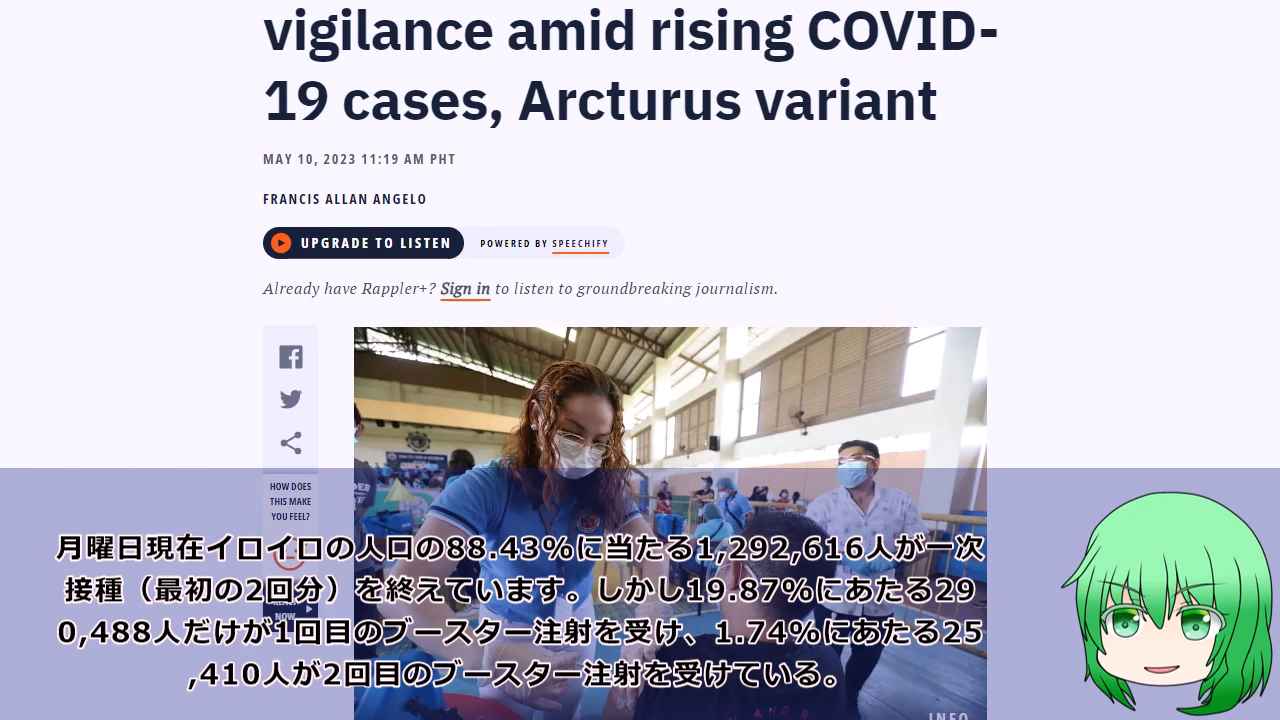 vigilance amid rising COVID-
19 cases, Arcturus variant
MAY 10, 2023 11:19 AM PHT
FRANCIS ALLAN ANGELO
UPGRADE TO LISTEN POWERED BY SPEECHIFY
Already have Rappler+? Sign in to listen to groundbreaking journalism.
HOW DOES
THIS MAKE
YOU FEEL?
NOW
月曜日現在イロイロの人口の88.43%に当たる1,292,616人が一次
接種（最初の2回分）を終えています。しかし19.87%にあたる29
0,488人だけが1回目のブースター注射を受け、1.74%にあたる25
,410人が2回目のブースター注射を受けている。
INFO